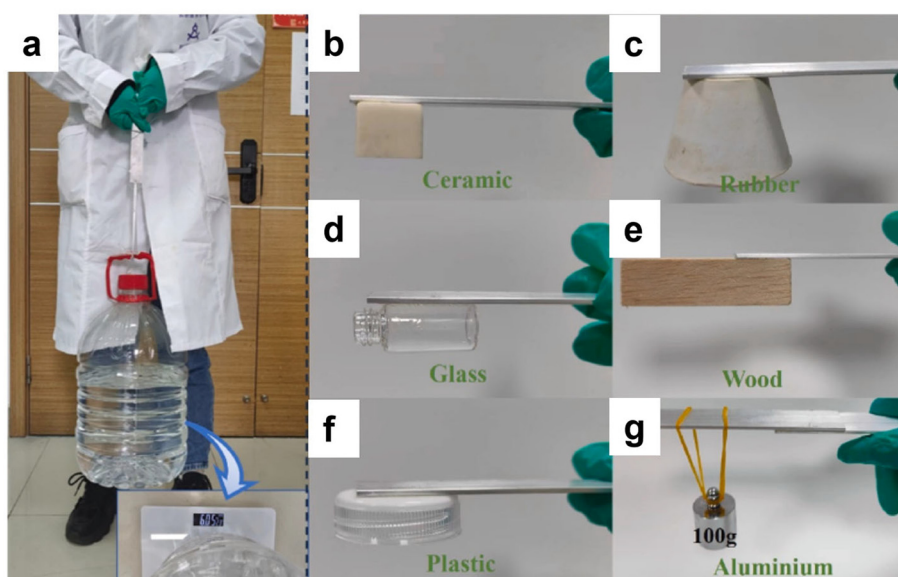 a
b
c
Ceramic
Rubber
d
e
Glass
Wood
f
g
100g
Plastic
Aluminium